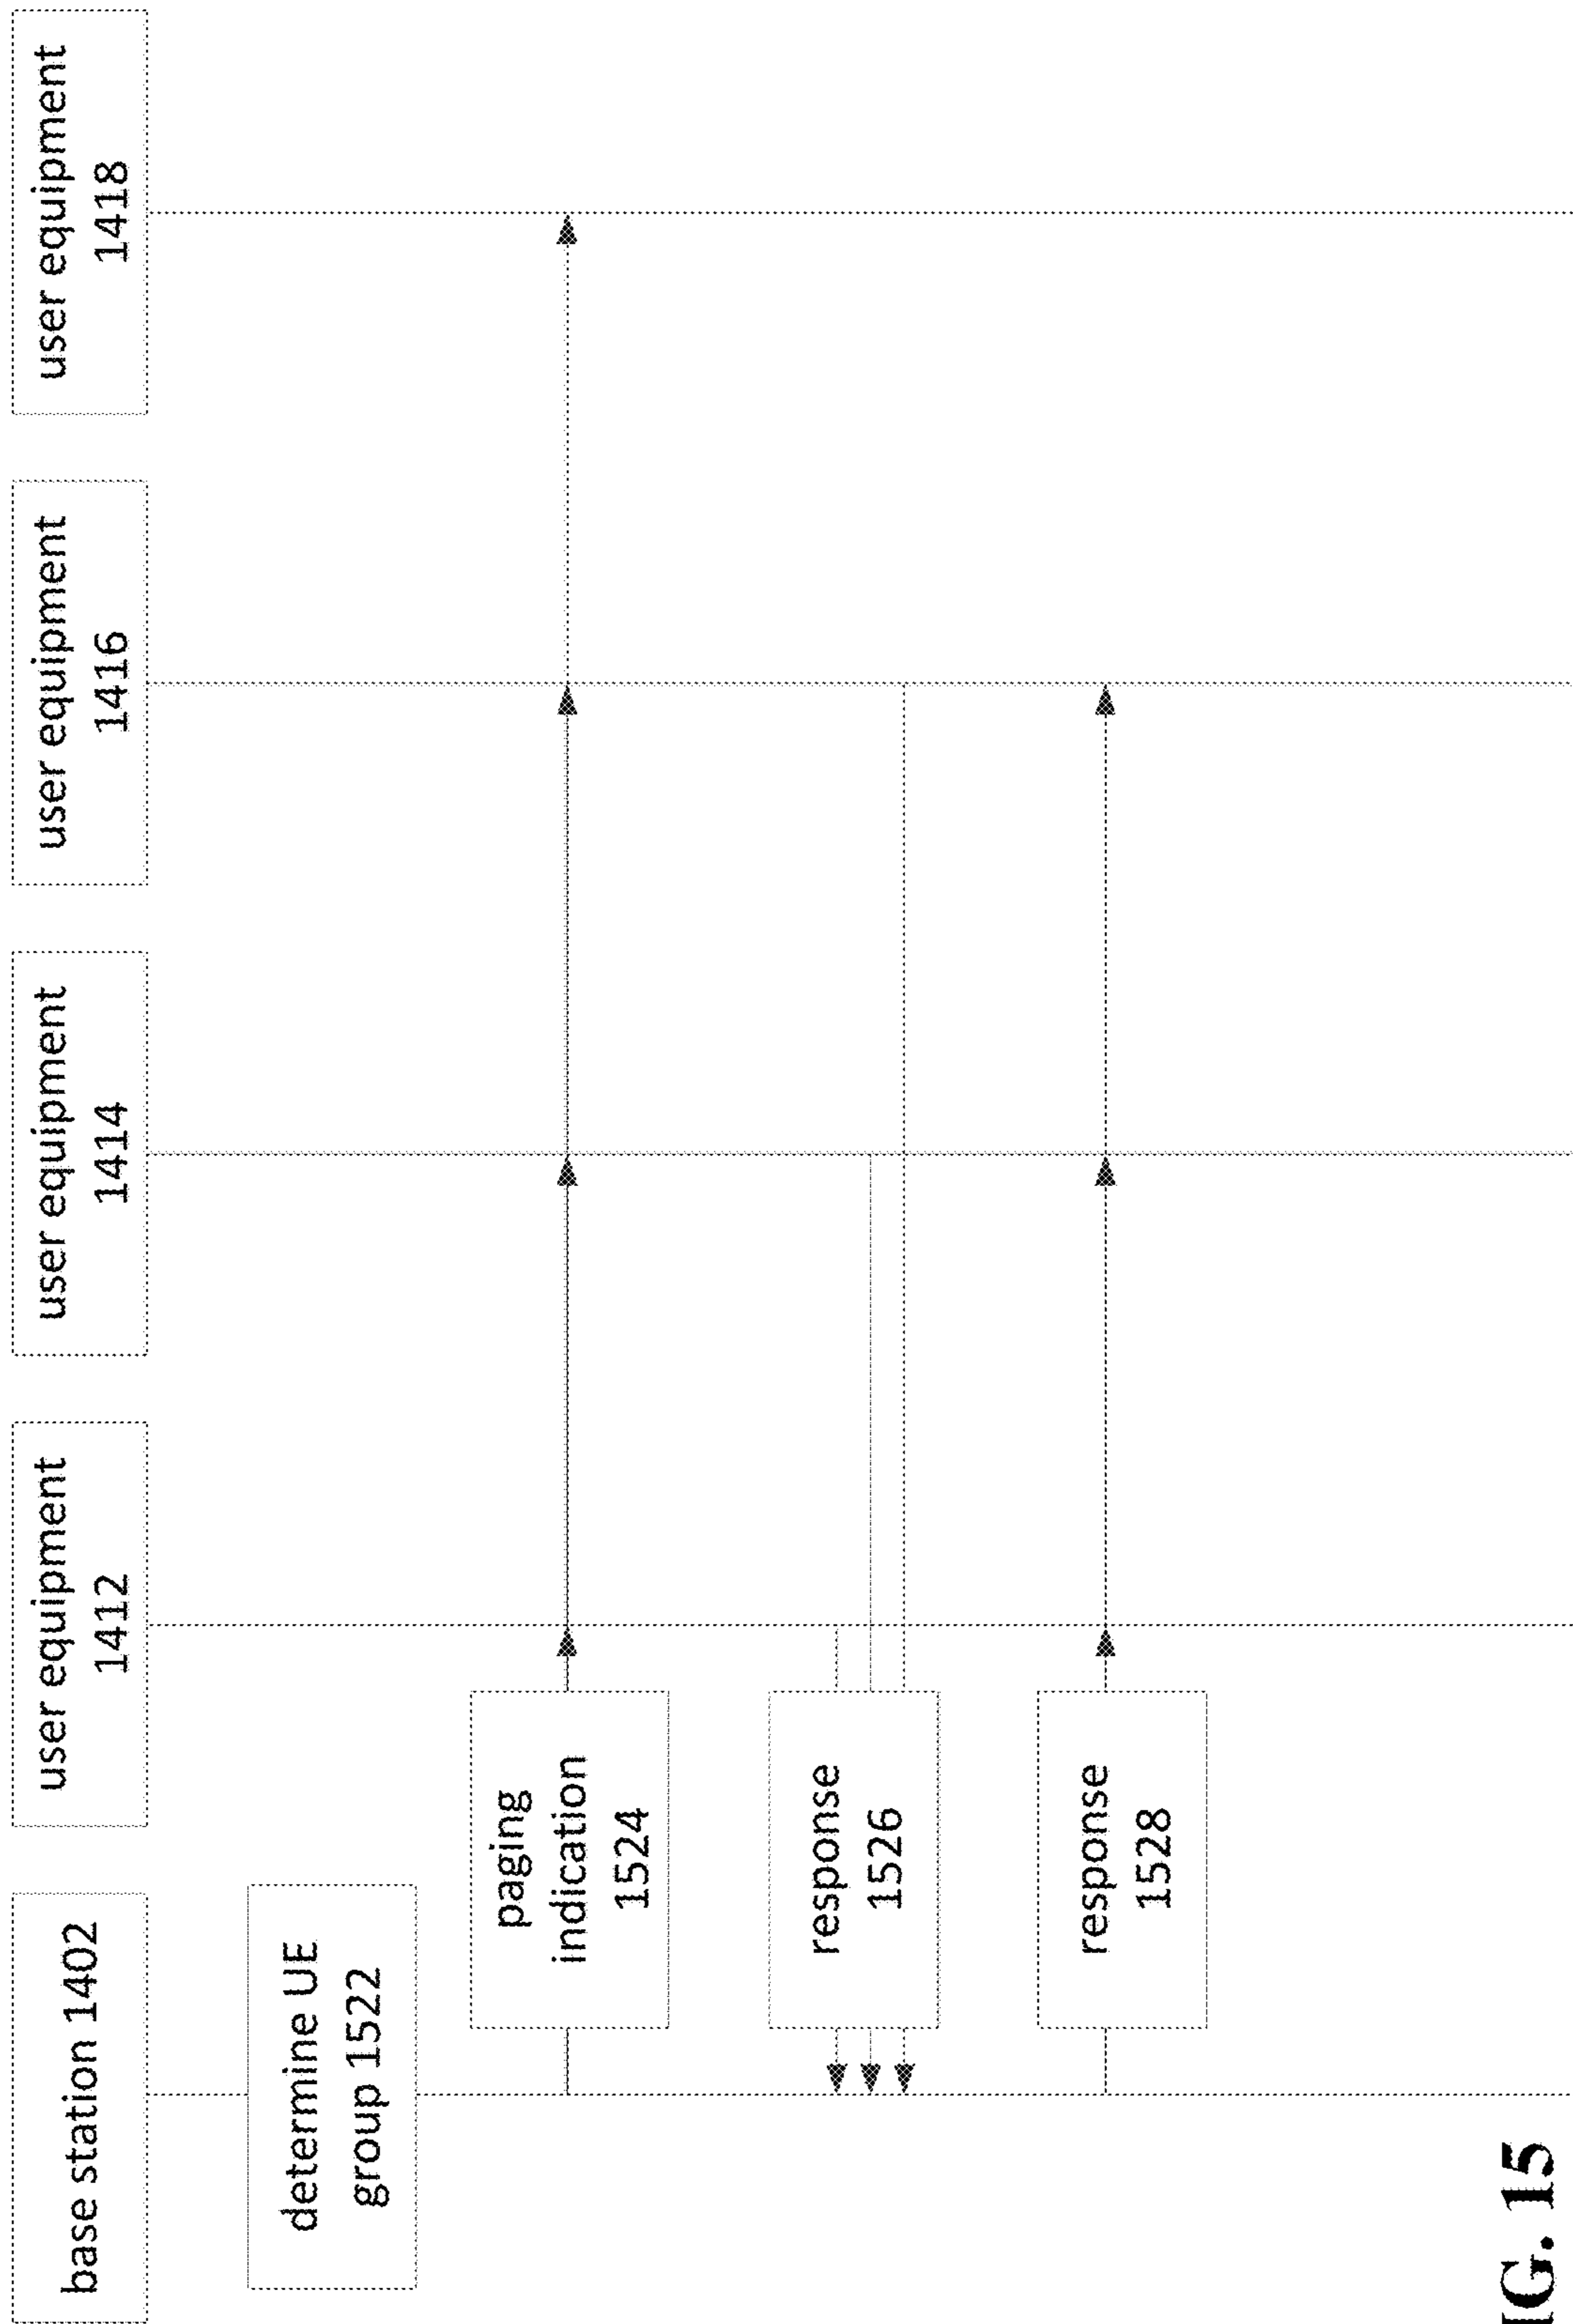 base station 1402
user equipment
1412
user equipment
1414
user equipment
1416
user equipment
1418
determine UE
group 1522
paging
indication
1524
response
1526
response
1528
IG. 15